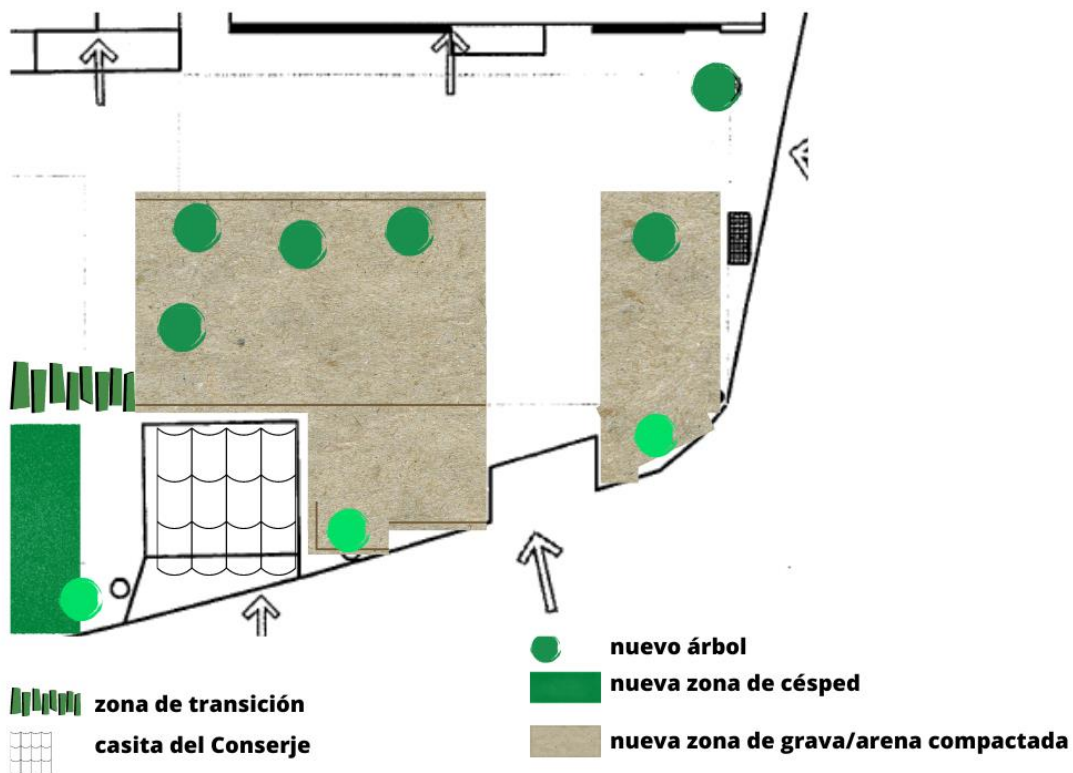 nuevo árbol
nueva zona de césped
zona de transición
nueva zona de grava/arena compactada
casita del Conserje